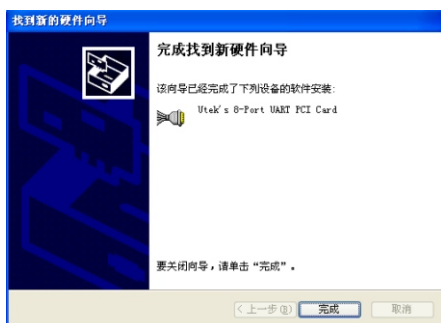 找到新的硬件向导
完成找到新硬件向导
该向导已经完成了下列设备的软件安装:
Utek's 8-Port UART PCI Card
要关闭向导，请单击“完成”。
<上一步(B) 完成 取消